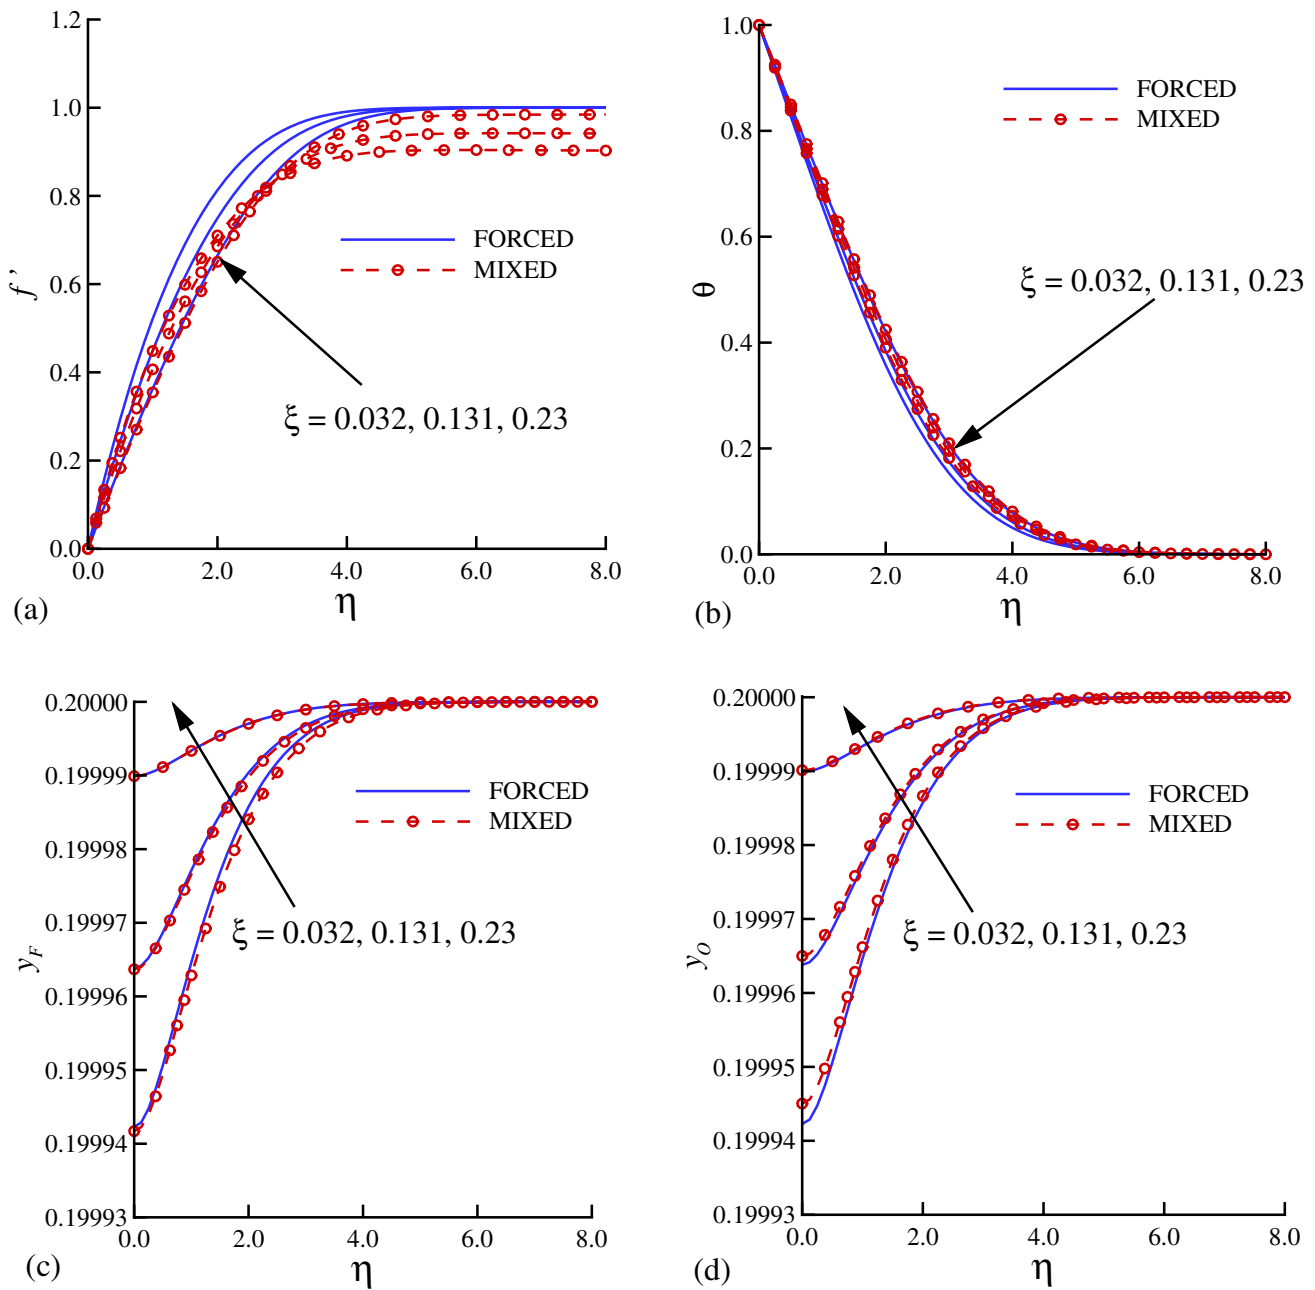 1.2
1.0
0.8
0.6
0.4
0.2
0.0
f '
FORCED
MIXED
ξ = 0.032, 0.131, 0.23
0.0 2.0 4.0 6.0 8.0
η
(a)
1.0
0.8
0.6
0.4
0.2
0.0
θ
FORCED
MIXED
ξ = 0.032, 0.131, 0.23
0.0 2.0 4.0 6.0 8.0
η
(b)
0.20000
0.19999
0.19998
0.19997
0.19996
0.19995
0.19994
0.19993
y_F
FORCED
MIXED
ξ = 0.032, 0.131, 0.23
0.0 2.0 4.0 6.0 8.0
η
(c)
0.20000
0.19999
0.19998
0.19997
0.19996
0.19995
0.19994
0.19993
y_O
FORCED
MIXED
ξ = 0.032, 0.131, 0.23
0.0 2.0 4.0 6.0 8.0
η
(d)